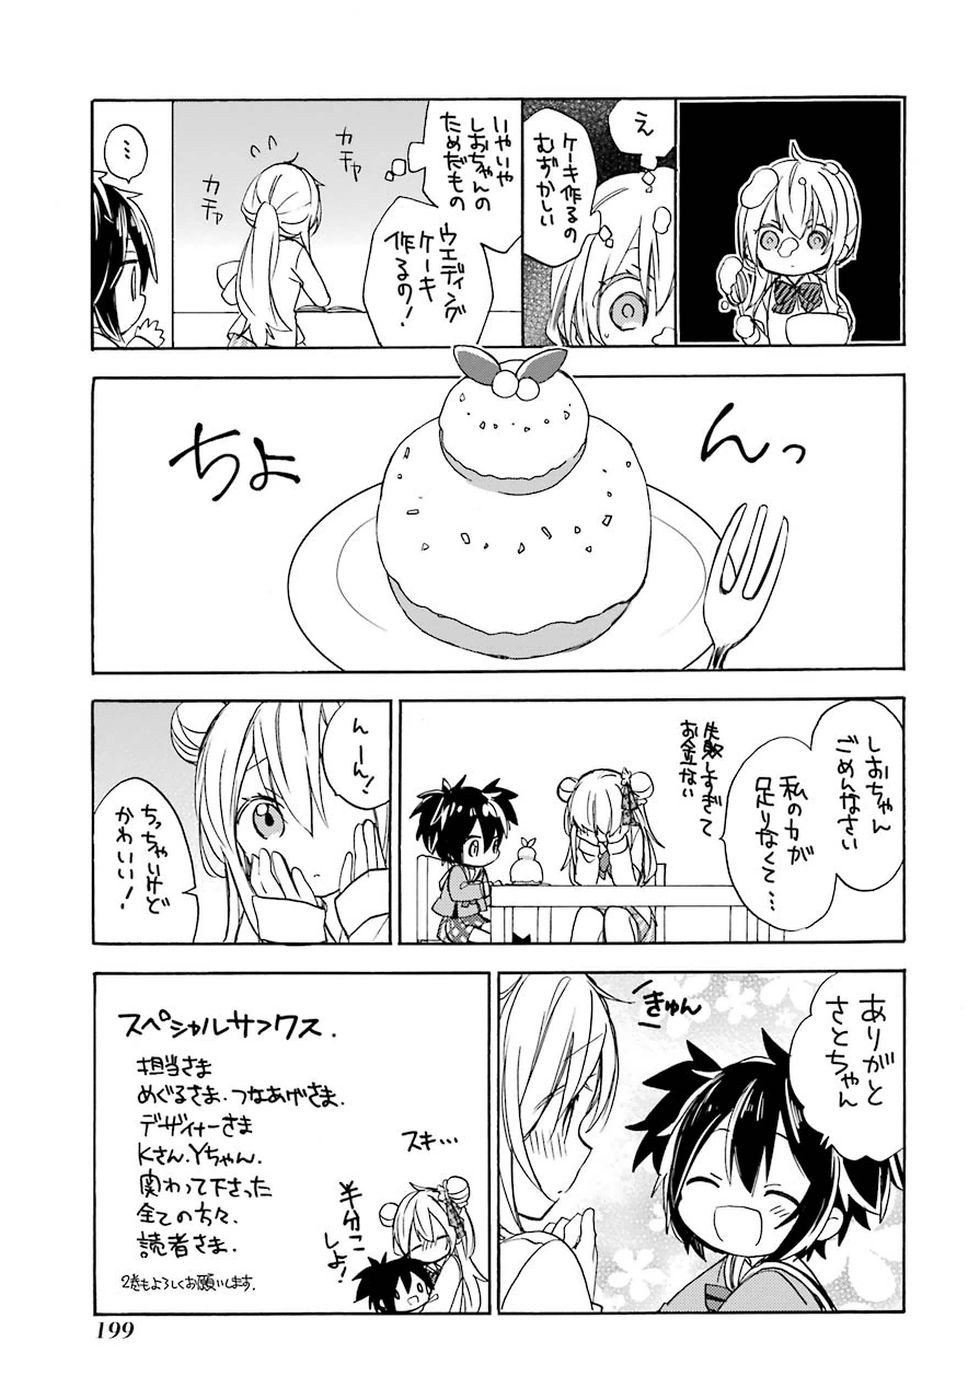 え
ケーキ作るの
むずかしい
いやいや
しおちゃんの
ためだもの
ウエディング
ケーキ
作るの!
カチャ
カチャ
…
ちょ
んっ
しおちゃん
ごめんなさい
私の力が
足りなくて…
失敗しすぎて
お金ない
んーん!
ちっちゃいけど
かわいい!
ありがと
さとちゃん
きゅん
スペシャルサンクス.
担当さま
めぐるさま.つなあげさま.
デザイナーさま
Kさん.Yちゃん.
関わって下さった
全ての方々.
読者さま.
2巻もよろしくお願いします.
スキ…
半分こ
しよ!
199